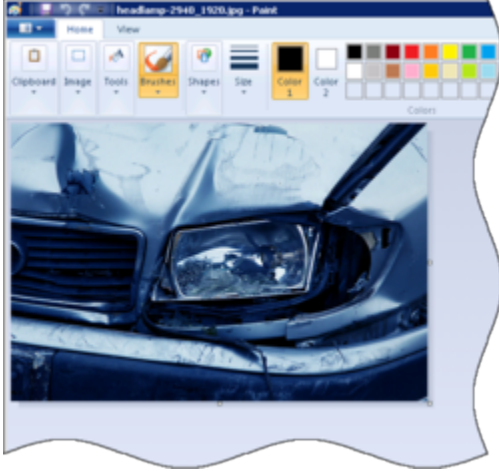 headlamp-2940_1920.jpg - Paint
Home View
Clipboard Image Tools Brushes Shapes Size Color 1 Color 2
Colors